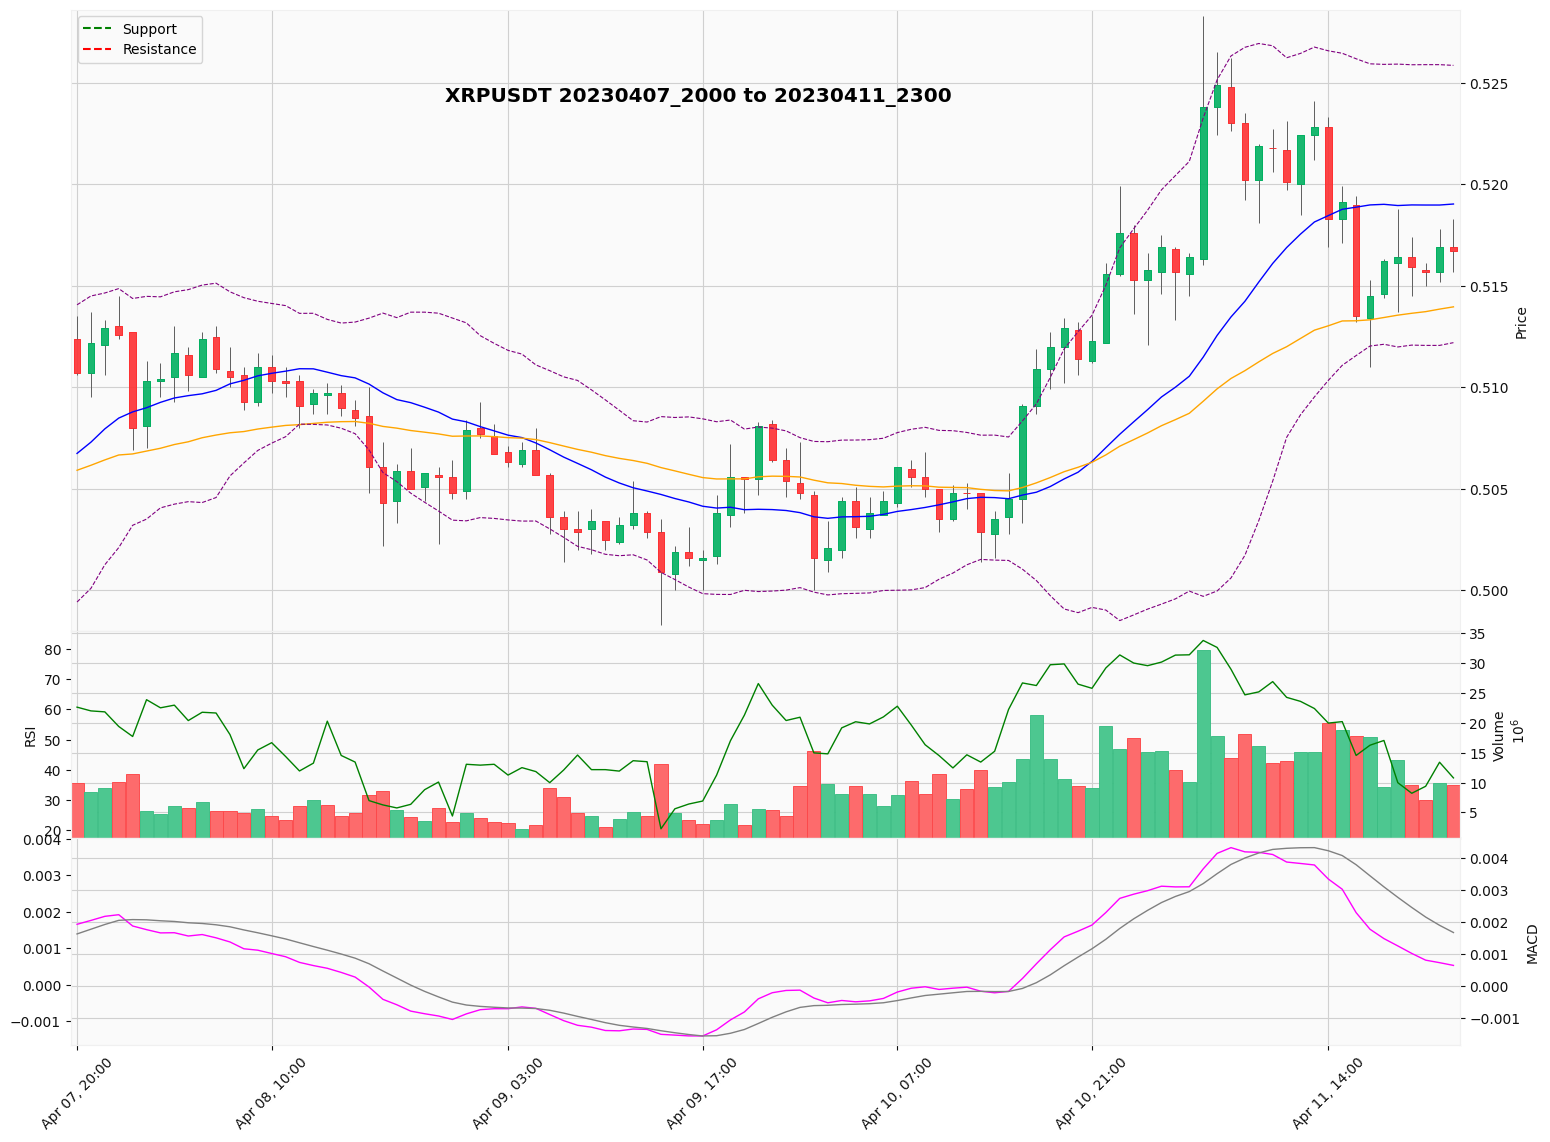 Support
Resistance
XRPUSDT 20230407_2000 to 20230411_2300
0.525
0.520
0.515
0.510
0.505
0.500
Price
80
70
60
50
40
30
20
RSI
35
30
25
20
15
10
5
Volume
10^6
0.004
0.003
0.002
0.001
0.000
−0.001
0.004
0.003
0.002
0.001
0.000
−0.001
MACD
Apr 07, 20:00
Apr 08, 10:00
Apr 09, 03:00
Apr 09, 17:00
Apr 10, 07:00
Apr 10, 21:00
Apr 11, 14:00